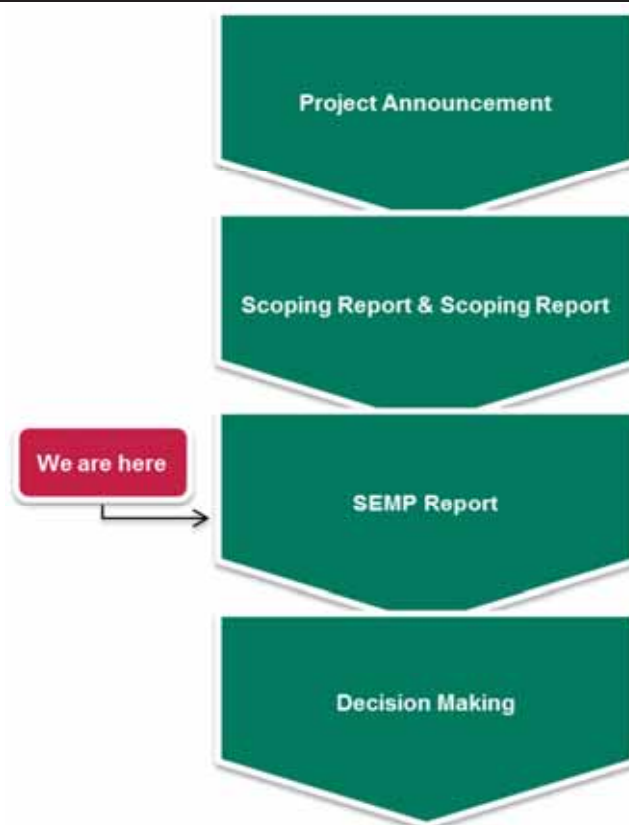 Project Announcement
Scoping Report & Scoping Report
We are here
SEMP Report
Decision Making